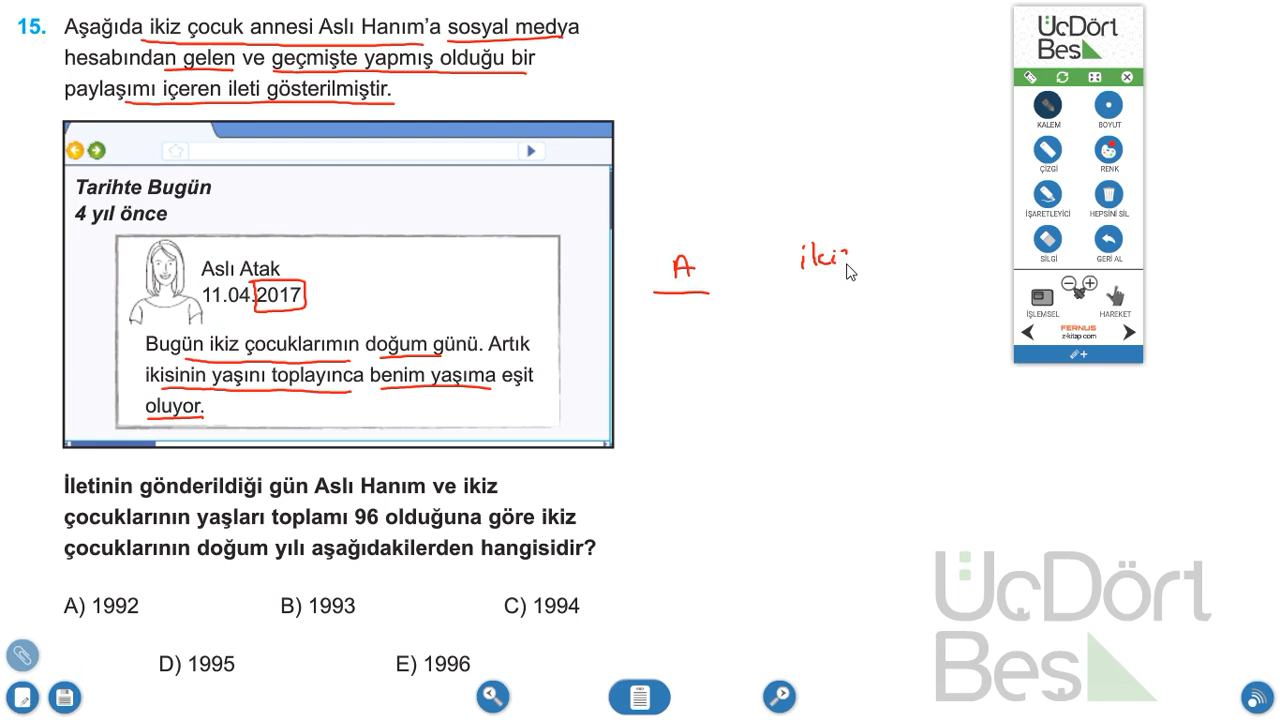 15. Aşağıda ikiz çocuk annesi Aslı Hanım'a sosyal medya
hesabından gelen ve geçmişte yapmış olduğu bir
paylaşımı içeren ileti gösterilmiştir.
Tarihte Bugün
4 yıl önce
Aslı Atak
11.04.2017
Bugün ikiz çocuklarımın doğum günü. Artık
ikisinin yaşını toplayınca benim yaşıma eşit
oluyor.
A ikiz
İletinin gönderildiği gün Aslı Hanım ve ikiz
çocuklarının yaşları toplamı 96 olduğuna göre ikiz
çocuklarının doğum yılı aşağıdakilerden hangisidir?
A) 1992 B) 1993 C) 1994
D) 1995 E) 1996
ÜçDört
Beş
KALEM BOYUT
ÇİZGİ RENK
İŞARETLEYİCİ HEPSİNİ SİL
SİLGİ GERİ AL
İŞLEMSEL HAREKET
FERNUS
z-kitap.com
ÜçDört
Beş